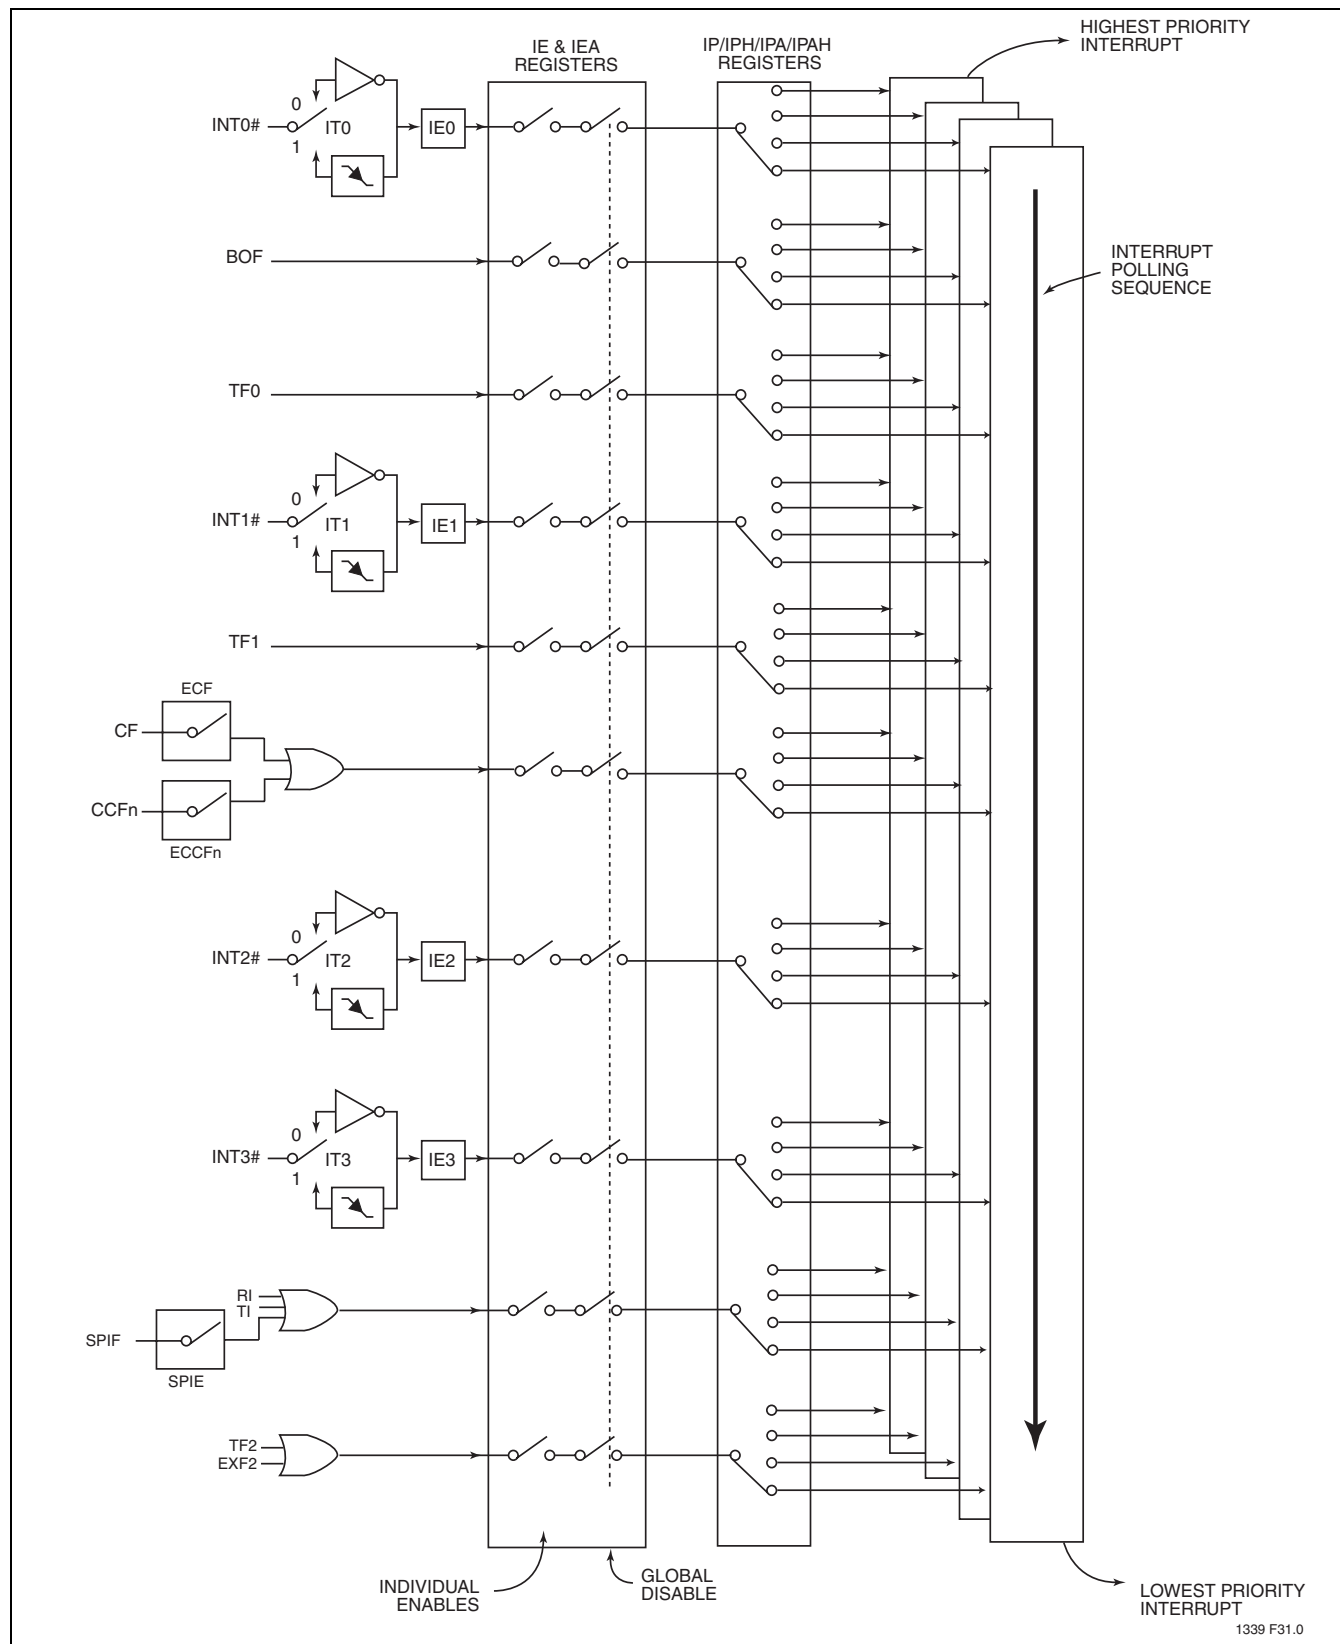 HIGHEST PRIORITY
INTERRUPT
IE & IEA
REGISTERS
IP/IPH/IPA/IPAH
REGISTERS
0
INT0#
IT0
IE0
1
BOF
INTERRUPT
POLLING
SEQUENCE
TF0
0
INT1#
IT1
IE1
1
TF1
ECF
CF
CCFn
ECCFn
0
INT2#
IT2
IE2
1
0
INT3#
IT3
IE3
1
RI
TI
SPIF
SPIE
TF2
EXF2
INDIVIDUAL
ENABLES
GLOBAL
DISABLE
LOWEST PRIORITY
INTERRUPT
1339 F31.0